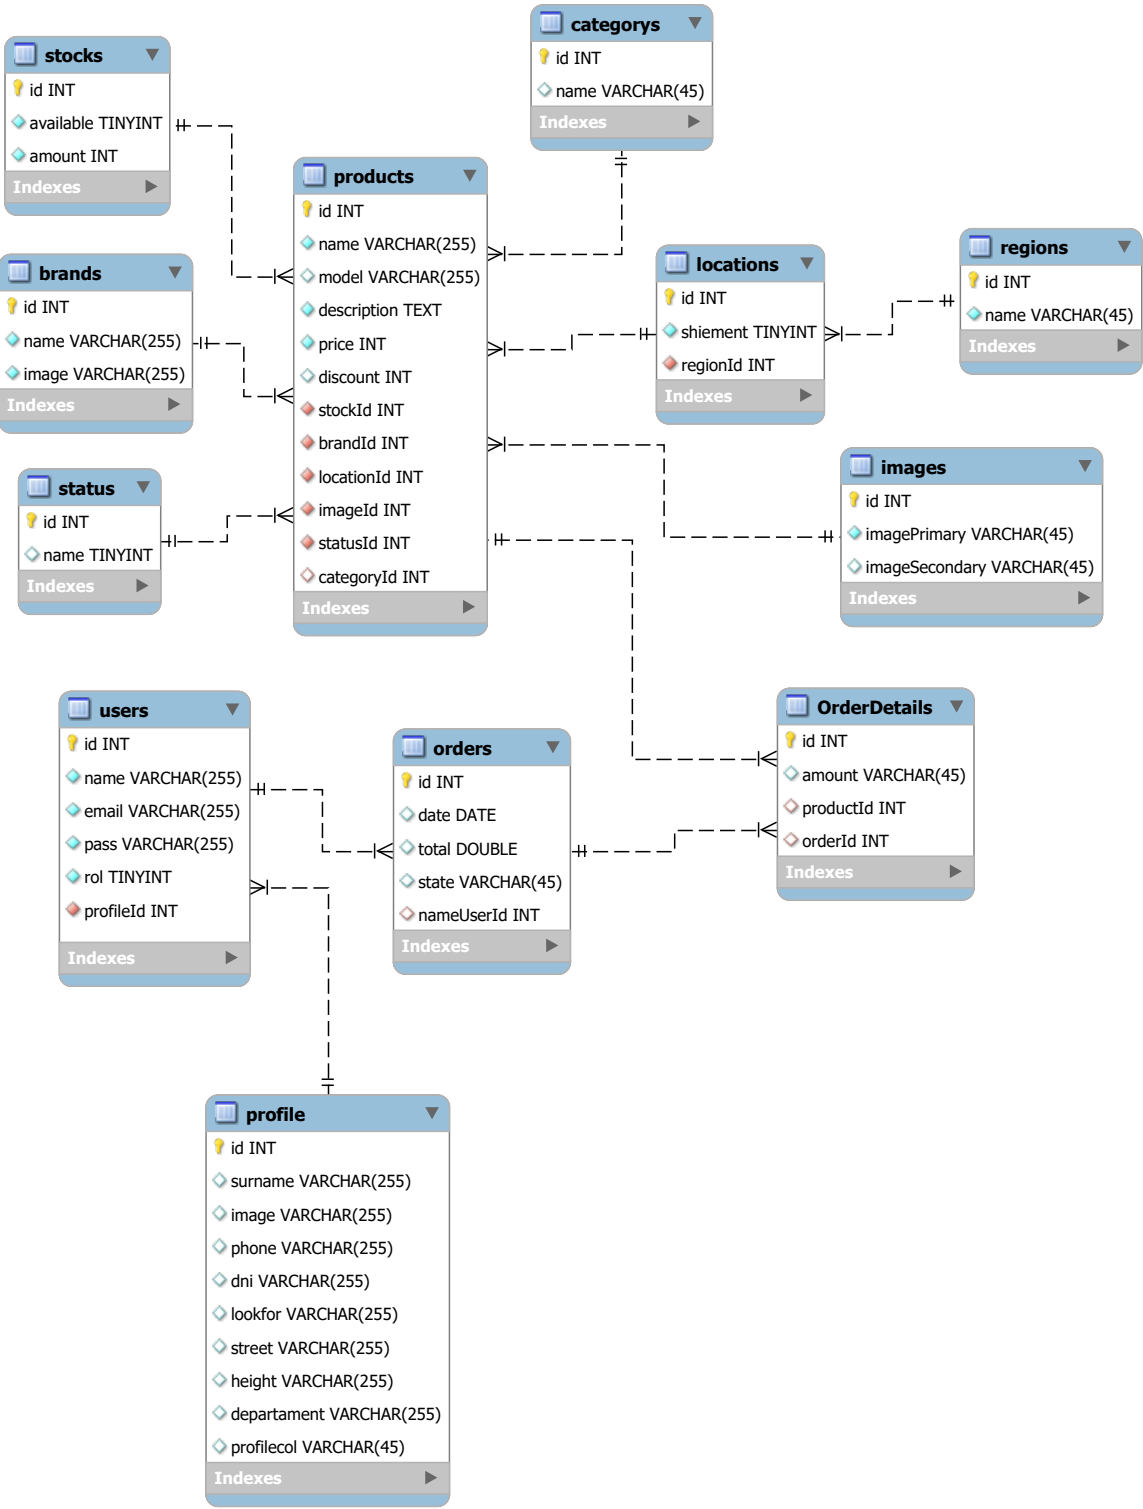 categorys
id INT
name VARCHAR(45)
Indexes
stocks
id INT
available TINYINT
amount INT
Indexes
products
id INT
name VARCHAR(255)
model VARCHAR(255)
description TEXT
price INT
discount INT
stockId INT
brandId INT
locationId INT
imageId INT
statusId INT
categoryId INT
Indexes
regions
id INT
name VARCHAR(45)
Indexes
locations
id INT
shiement TINYINT
regionId INT
Indexes
brands
id INT
name VARCHAR(255)
image VARCHAR(255)
Indexes
images
id INT
imagePrimary VARCHAR(45)
imageSecondary VARCHAR(45)
Indexes
status
id INT
name TINYINT
Indexes
users
id INT
name VARCHAR(255)
email VARCHAR(255)
pass VARCHAR(255)
rol TINYINT
profileId INT
Indexes
orders
id INT
date DATE
total DOUBLE
state VARCHAR(45)
nameUserId INT
Indexes
OrderDetails
id INT
amount VARCHAR(45)
productId INT
orderId INT
Indexes
profile
id INT
surname VARCHAR(255)
image VARCHAR(255)
phone VARCHAR(255)
dni VARCHAR(255)
lookfor VARCHAR(255)
street VARCHAR(255)
height VARCHAR(255)
departament VARCHAR(255)
profilecol VARCHAR(45)
Indexes